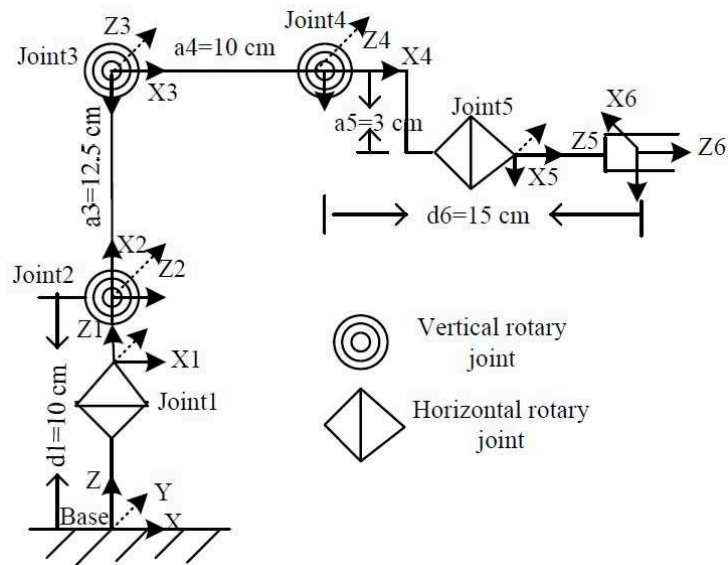 Z3
Joint3
a4=10 cm
Joint4
Z4
X4
X3
Joint5
X6
a5=3 cm
Z5
Z6
X5
a3=12.5 cm
d6=15 cm
X2
Joint2
Z2
Z1
X1
Joint1
d1=10 cm
Vertical rotary
joint
Horizontal rotary
joint
Z
Y
Base
X